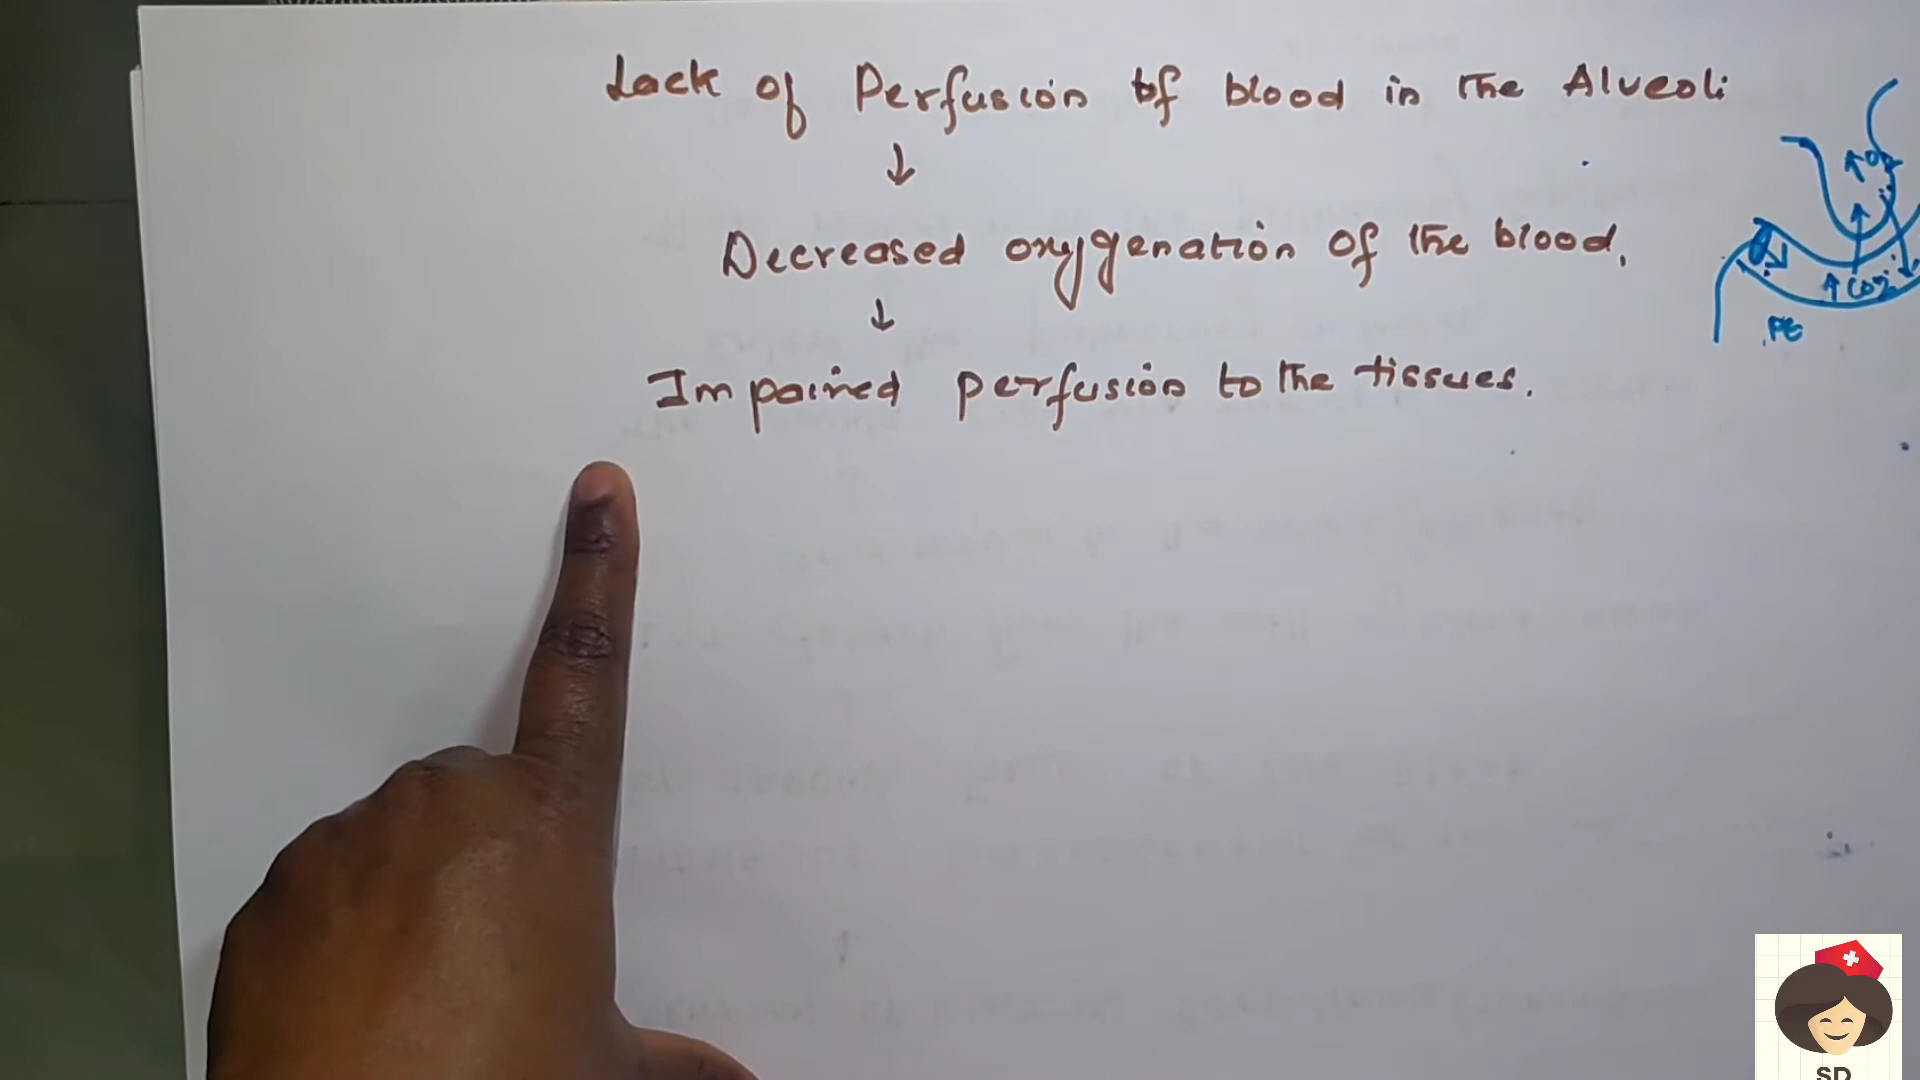 Lack of Perfusion of blood in the Alveoli
↓
Decreased oxygenation of the blood.
↓
Impaired perfusion to the tissues.
↑O2
↑CO2
PE
SD